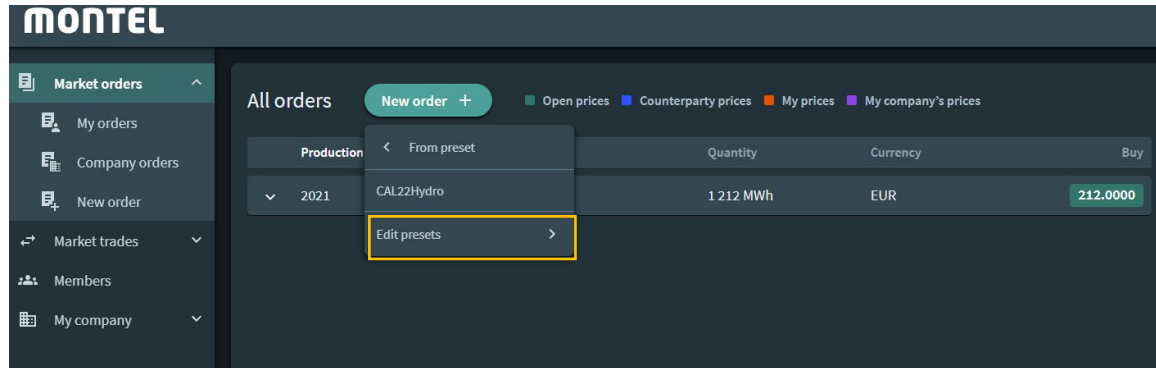 MONTEL
Market orders
My orders
Company orders
New order
Market trades
Members
My company
All orders
New order +
Open prices Counterparty prices My prices My company's prices
From preset
CAL22Hydro
Edit presets
Production Quantity Currency Buy
2021 1 212 MWh EUR 212.0000